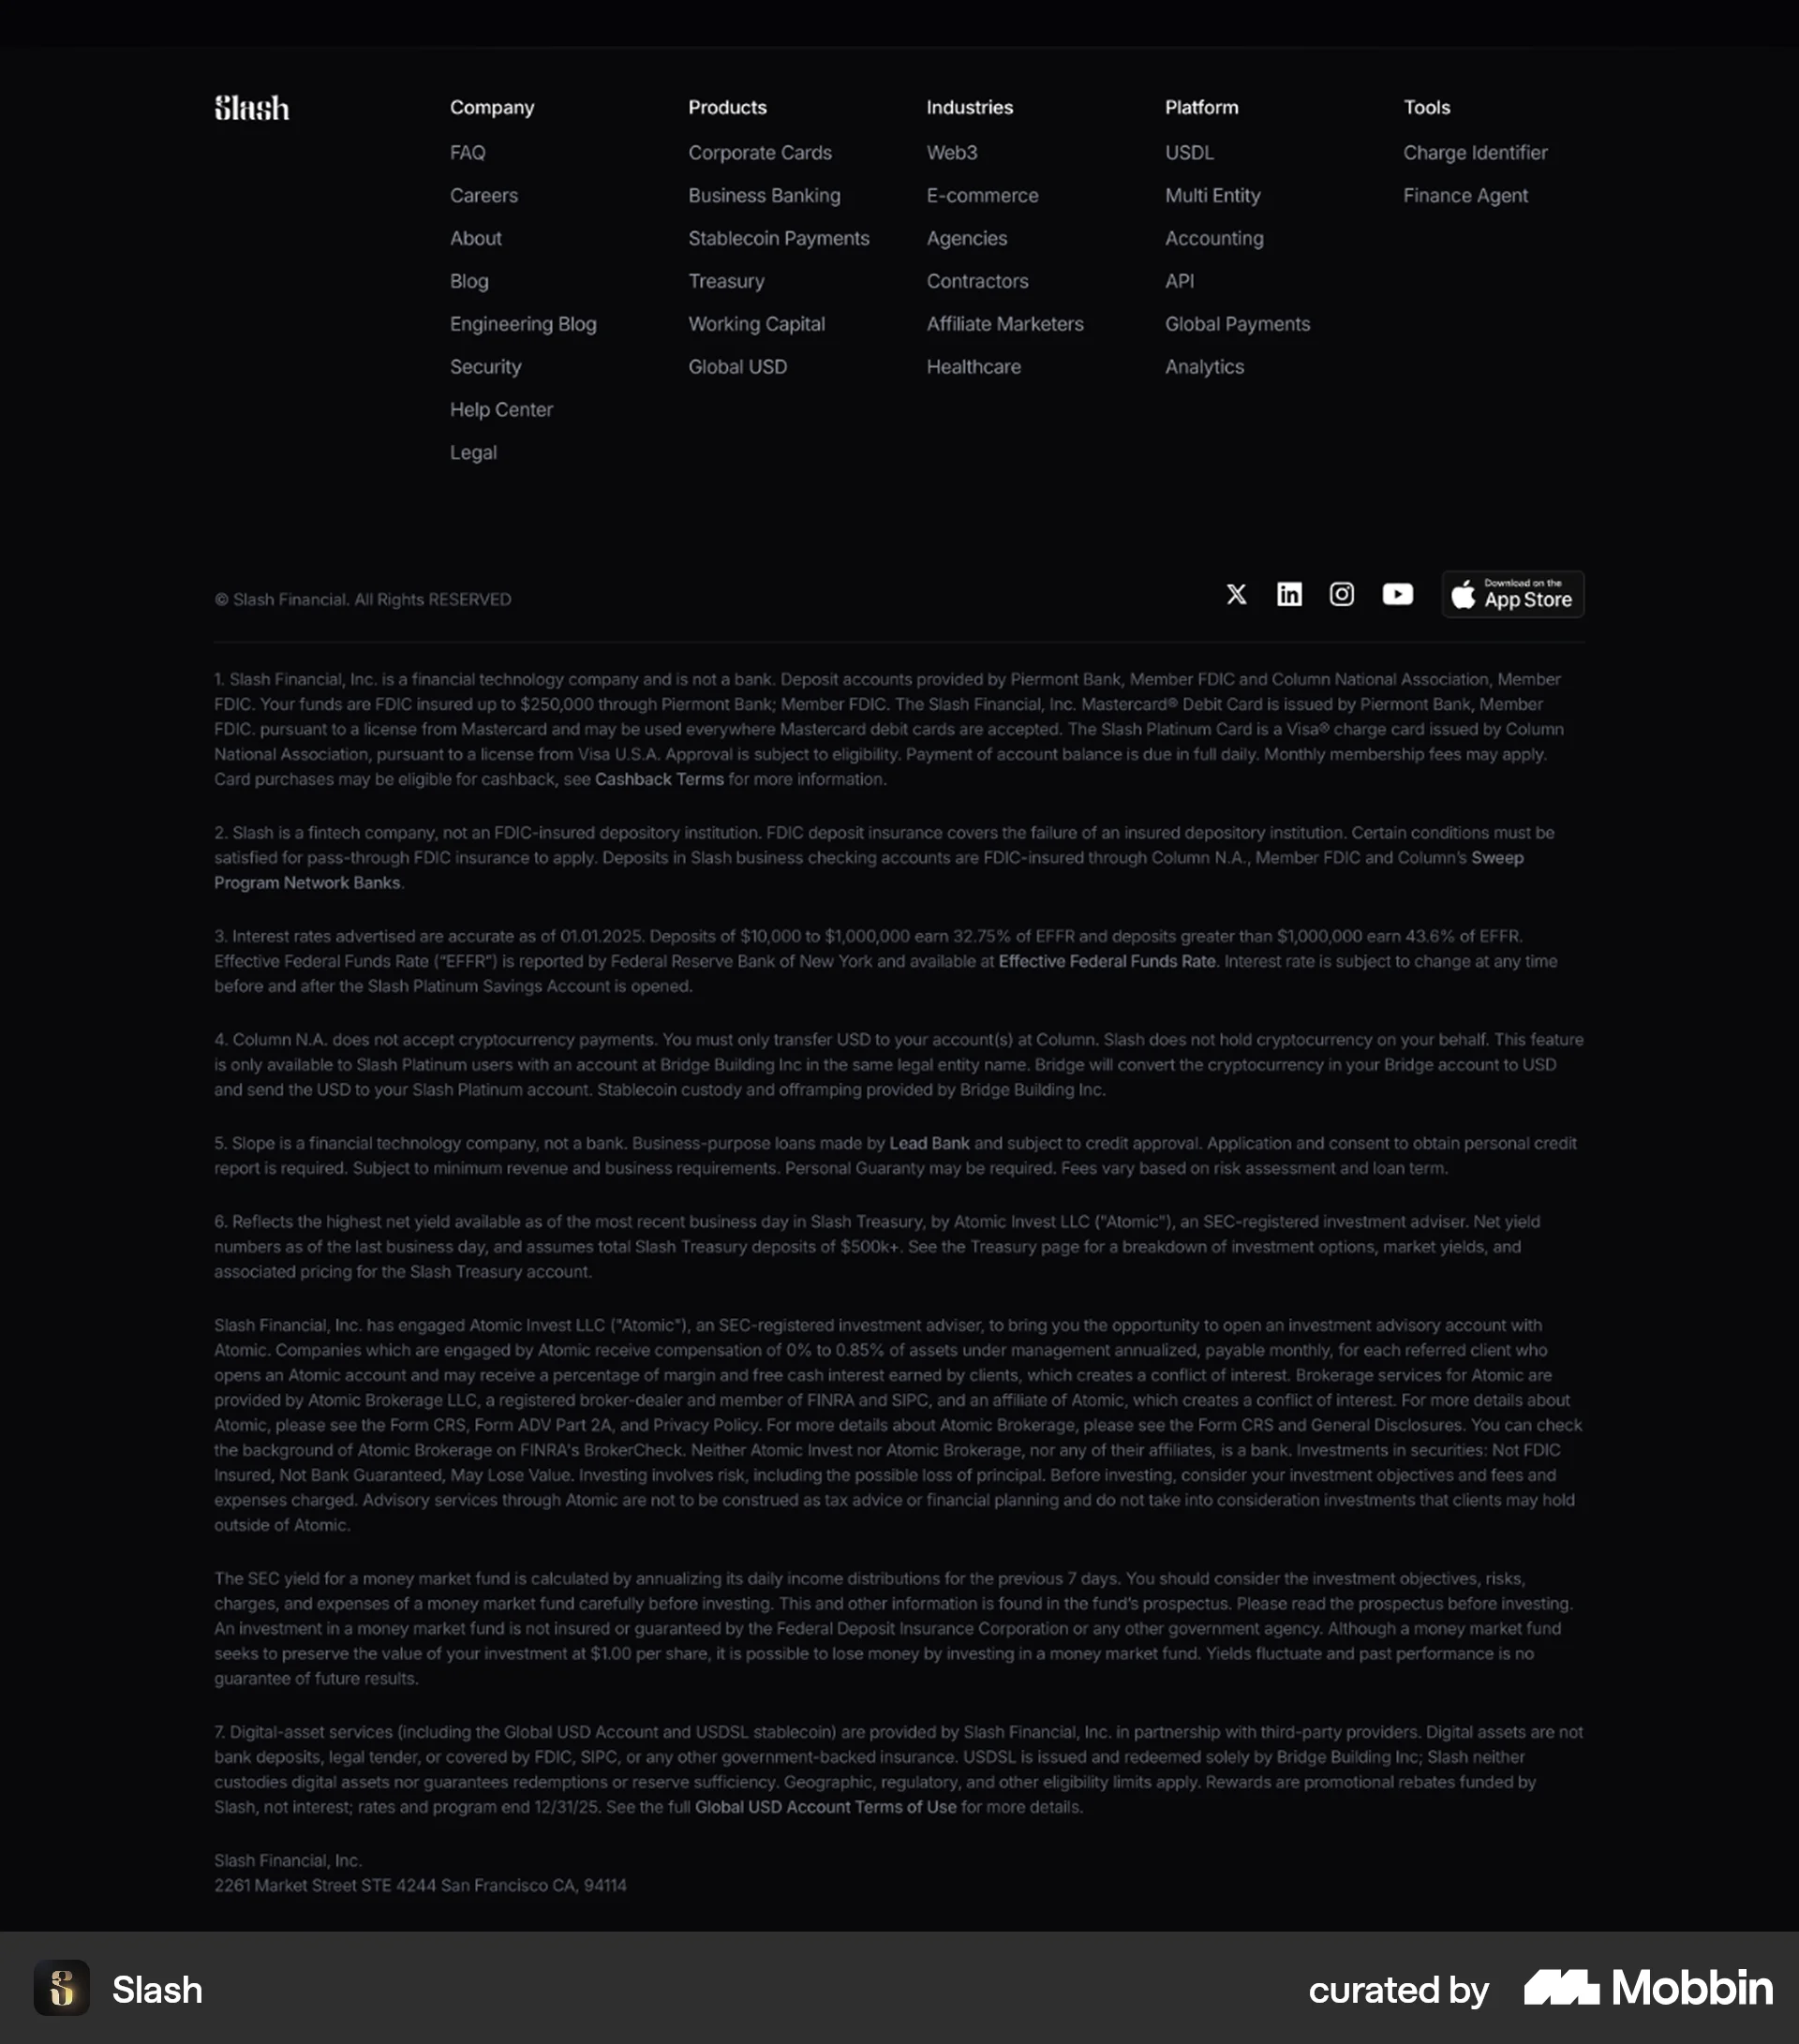 Slash
Company
FAQ
Careers
About
Blog
Engineering Blog
Security
Help Center
Legal
Products
Corporate Cards
Business Banking
Stablecoin Payments
Treasury
Working Capital
Global USD
Industries
Web3
E-commerce
Agencies
Contractors
Affiliate Marketers
Healthcare
Platform
USDL
Multi Entity
Accounting
API
Global Payments
Analytics
Tools
Charge Identifier
Finance Agent
© Slash Financial. All Rights RESERVED
X
in
Download on the
App Store
1. Slash Financial, Inc. is a financial technology company and is not a bank. Deposit accounts provided by Piermont Bank, Member FDIC and Column National Association, Member
FDIC. Your funds are FDIC insured up to $250,000 through Piermont Bank; Member FDIC. The Slash Financial, Inc. Mastercard® Debit Card is issued by Piermont Bank, Member
FDIC. pursuant to a license from Mastercard and may be used everywhere Mastercard debit cards are accepted. The Slash Platinum Card is a Visa® charge card issued by Column
National Association, pursuant to a license from Visa U.S.A. Approval is subject to eligibility. Payment of account balance is due in full daily. Monthly membership fees may apply.
Card purchases may be eligible for cashback, see Cashback Terms for more information.
2. Slash is a fintech company, not an FDIC-insured depository institution. FDIC deposit insurance covers the failure of an insured depository institution. Certain conditions must be
satisfied for pass-through FDIC insurance to apply. Deposits in Slash business checking accounts are FDIC-insured through Column N.A., Member FDIC and Column's Sweep
Program Network Banks.
3. Interest rates advertised are accurate as of 01.01.2025. Deposits of $10,000 to $1,000,000 earn 32.75% of EFFR and deposits greater than $1,000,000 earn 43.6% of EFFR.
Effective Federal Funds Rate (“EFFR”) is reported by Federal Reserve Bank of New York and available at Effective Federal Funds Rate. Interest rate is subject to change at any time
before and after the Slash Platinum Savings Account is opened.
4. Column N.A. does not accept cryptocurrency payments. You must only transfer USD to your account(s) at Column. Slash does not hold cryptocurrency on your behalf. This feature
is only available to Slash Platinum users with an account at Bridge Building Inc in the same legal entity name. Bridge will convert the cryptocurrency in your Bridge account to USD
and send the USD to your Slash Platinum account. Stablecoin custody and offramping provided by Bridge Building Inc.
5. Slope is a financial technology company, not a bank. Business-purpose loans made by Lead Bank and subject to credit approval. Application and consent to obtain personal credit
report is required. Subject to minimum revenue and business requirements. Personal Guaranty may be required. Fees vary based on risk assessment and loan term.
6. Reflects the highest net yield available as of the most recent business day in Slash Treasury, by Atomic Invest LLC ("Atomic"), an SEC-registered investment adviser. Net yield
numbers as of the last business day, and assumes total Slash Treasury deposits of $500k+. See the Treasury page for a breakdown of investment options, market yields, and
associated pricing for the Slash Treasury account.
Slash Financial, Inc. has engaged Atomic Invest LLC ("Atomic"), an SEC-registered investment adviser, to bring you the opportunity to open an investment advisory account with
Atomic. Companies which are engaged by Atomic receive compensation of 0% to 0.85% of assets under management annualized, payable monthly, for each referred client who
opens an Atomic account and may receive a percentage of margin and free cash interest earned by clients, which creates a conflict of interest. Brokerage services for Atomic are
provided by Atomic Brokerage LLC, a registered broker-dealer and member of FINRA and SIPC, and an affiliate of Atomic, which creates a conflict of interest. For more details about
Atomic, please see the Form CRS, Form ADV Part 2A, and Privacy Policy. For more details about Atomic Brokerage, please see the Form CRS and General Disclosures. You can check
the background of Atomic Brokerage on FINRA's BrokerCheck. Neither Atomic Invest nor Atomic Brokerage, nor any of their affiliates, is a bank. Investments in securities: Not FDIC
Insured, Not Bank Guaranteed, May Lose Value. Investing involves risk, including the possible loss of principal. Before investing, consider your investment objectives and fees and
expenses charged. Advisory services through Atomic are not to be construed as tax advice or financial planning and do not take into consideration investments that clients may hold
outside of Atomic.
The SEC yield for a money market fund is calculated by annualizing its daily income distributions for the previous 7 days. You should consider the investment objectives, risks,
charges, and expenses of a money market fund carefully before investing. This and other information is found in the fund's prospectus. Please read the prospectus before investing.
An investment in a money market fund is not insured or guaranteed by the Federal Deposit Insurance Corporation or any other government agency. Although a money market fund
seeks to preserve the value of your investment at $1.00 per share, it is possible to lose money by investing in a money market fund. Yields fluctuate and past performance is no
guarantee of future results.
7. Digital-asset services (including the Global USD Account and USDSL stablecoin) are provided by Slash Financial, Inc. in partnership with third-party providers. Digital assets are not
bank deposits, legal tender, or covered by FDIC, SIPC, or any other government-backed insurance. USDSL is issued and redeemed solely by Bridge Building Inc; Slash neither
custodies digital assets nor guarantees redemptions or reserve sufficiency. Geographic, regulatory, and other eligibility limits apply. Rewards are promotional rebates funded by
Slash, not interest; rates and program end 12/31/25. See the full Global USD Account Terms of Use for more details.
Slash Financial, Inc.
2261 Market Street STE 4244 San Francisco CA, 94114
S
Slash
curated by
Mobbin